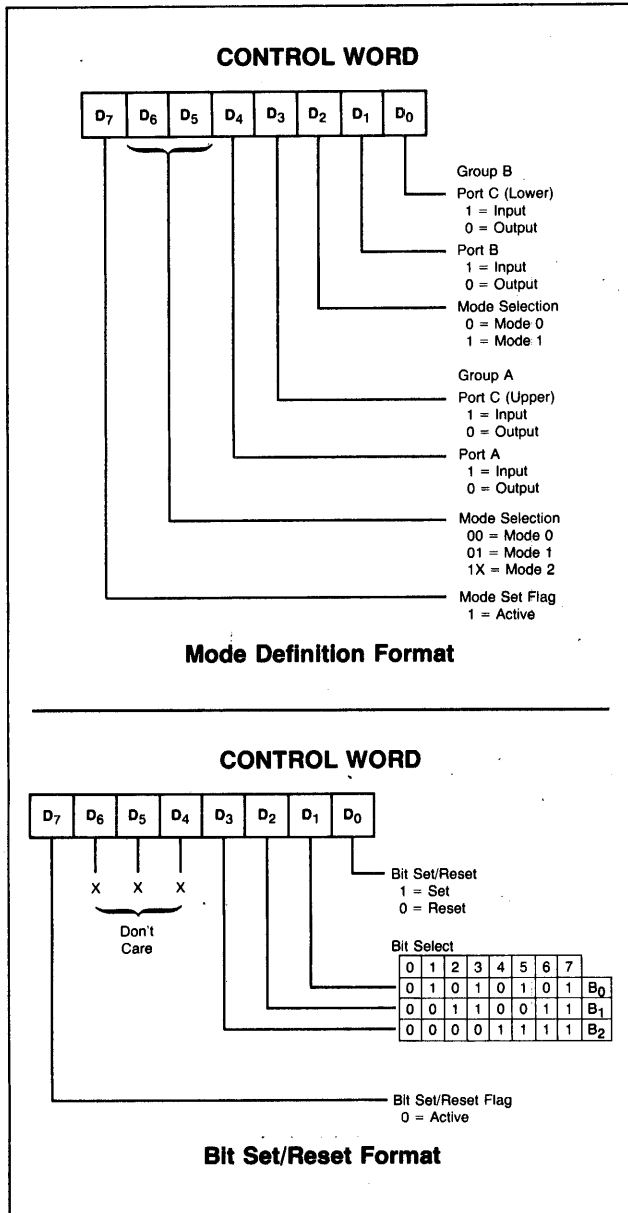 CONTROL WORD
D7 D6 D5 D4 D3 D2 D1 D0
Group B
Port C (Lower)
1 = Input
0 = Output
Port B
1 = Input
0 = Output
Mode Selection
0 = Mode 0
1 = Mode 1
Group A
Port C (Upper)
1 = Input
0 = Output
Port A
1 = Input
0 = Output
Mode Selection
00 = Mode 0
01 = Mode 1
1X = Mode 2
Mode Set Flag
1 = Active
Mode Definition Format
CONTROL WORD
D7 D6 D5 D4 D3 D2 D1 D0
Bit Set/Reset
1 = Set
0 = Reset
X X X
Don't
Care
Bit Select
0 1 2 3 4 5 6 7
0 1 0 1 0 1 0 1 B0
0 0 1 1 0 0 1 1 B1
0 0 0 0 1 1 1 1 B2
Bit Set/Reset Flag
0 = Active
Bit Set/Reset Format